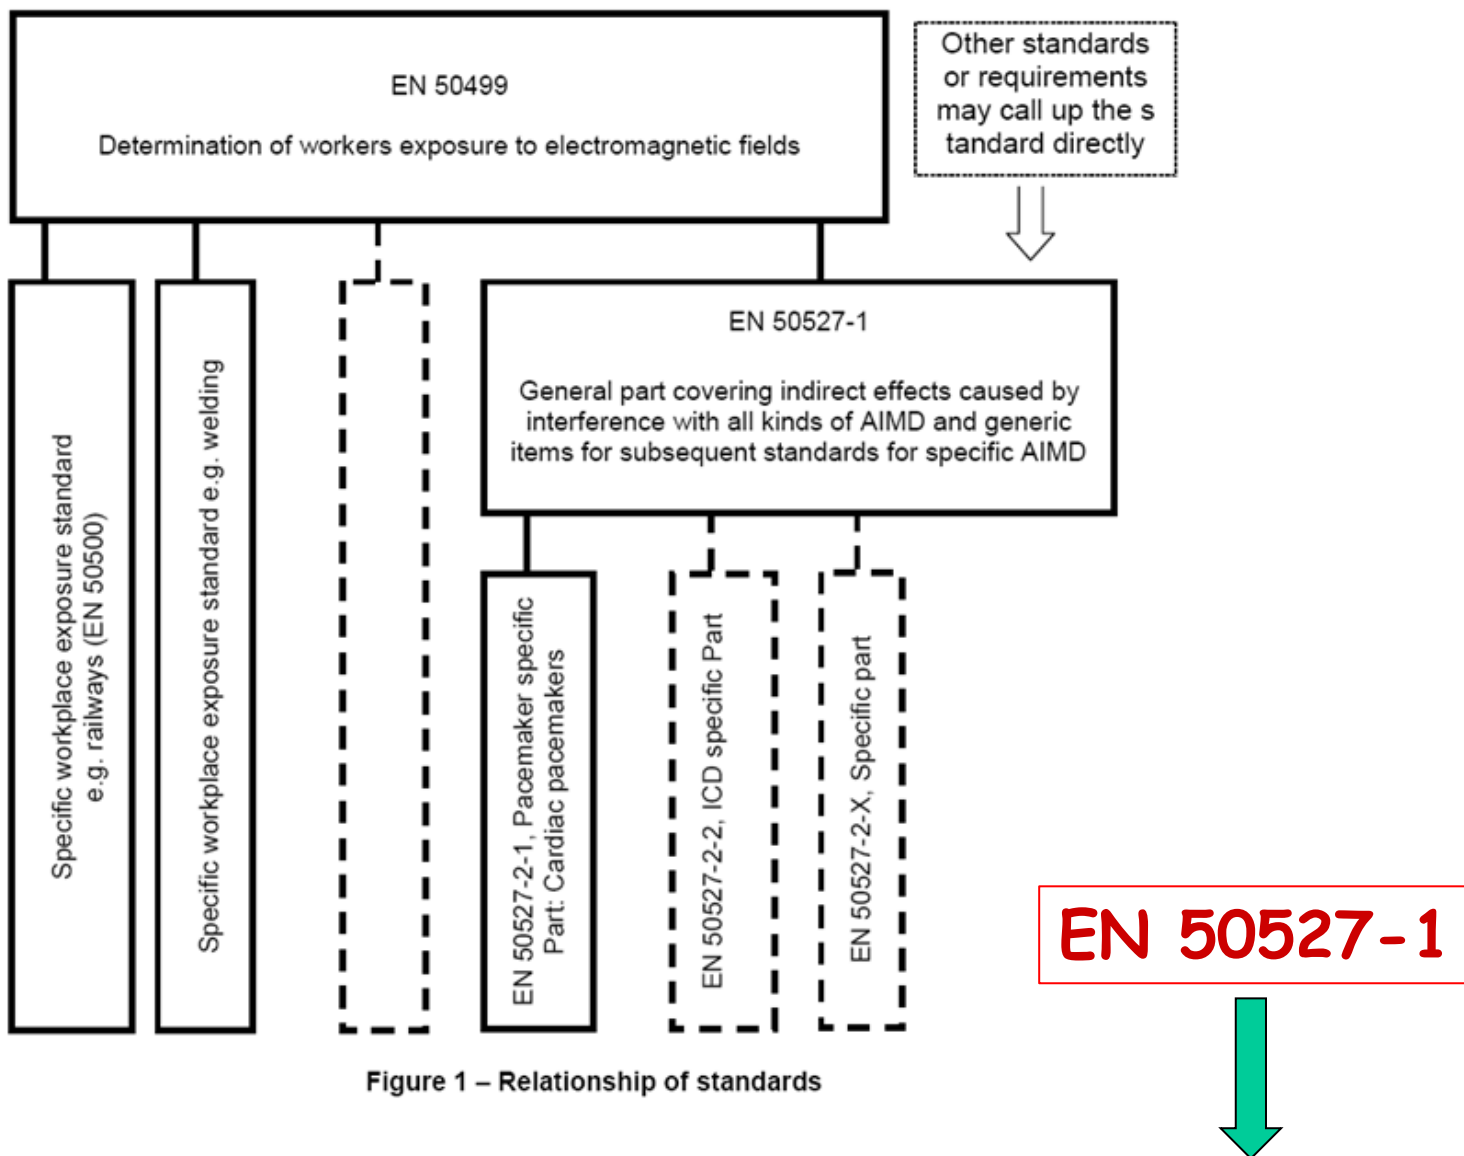 EN 50499
Determination of workers exposure to electromagnetic fields
Other standards
or requirements
may call up the s
tandard directly
EN 50527-1
General part covering indirect effects caused by
interference with all kinds of AIMD and generic
items for subsequent standards for specific AIMD
Specific workplace exposure standard
e.g. railways (EN 50500)
Specific workplace exposure standard e.g. welding
EN 50527-2-1, Pacemaker specific
Part: Cardiac pacemakers
EN 50527-2-2, ICD specific Part
EN 50527-2-X, Specific part
EN 50527-1
Figure 1 – Relationship of standards